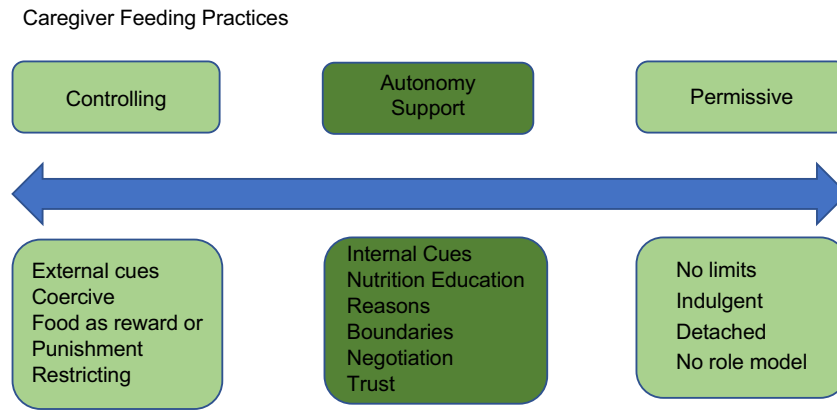 Caregiver Feeding Practices
Controlling
Autonomy
Support
Permissive
External cues
Coercive
Food as reward or
Punishment
Restricting
Internal Cues
Nutrition Education
Reasons
Boundaries
Negotiation
Trust
No limits
Indulgent
Detached
No role model